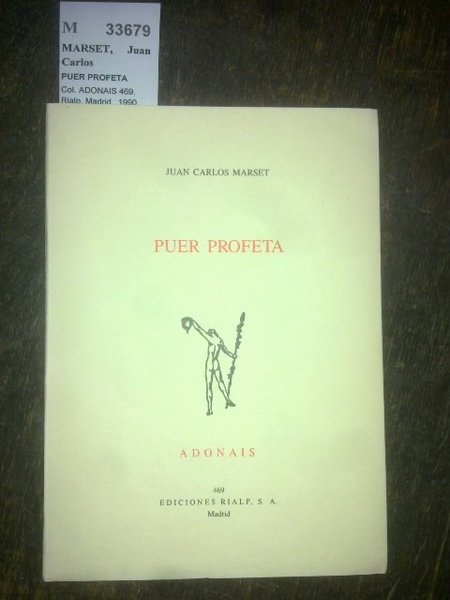 M 33679
MARSET, Juan
Carlos
PUER PROFETA
Col. ADONAIS 469.
Rialp. Madrid 1990
JUAN CARLOS MARSET
PUER PROFETA
ADONAIS
469
EDICIONES RIALP, S. A.
Madrid